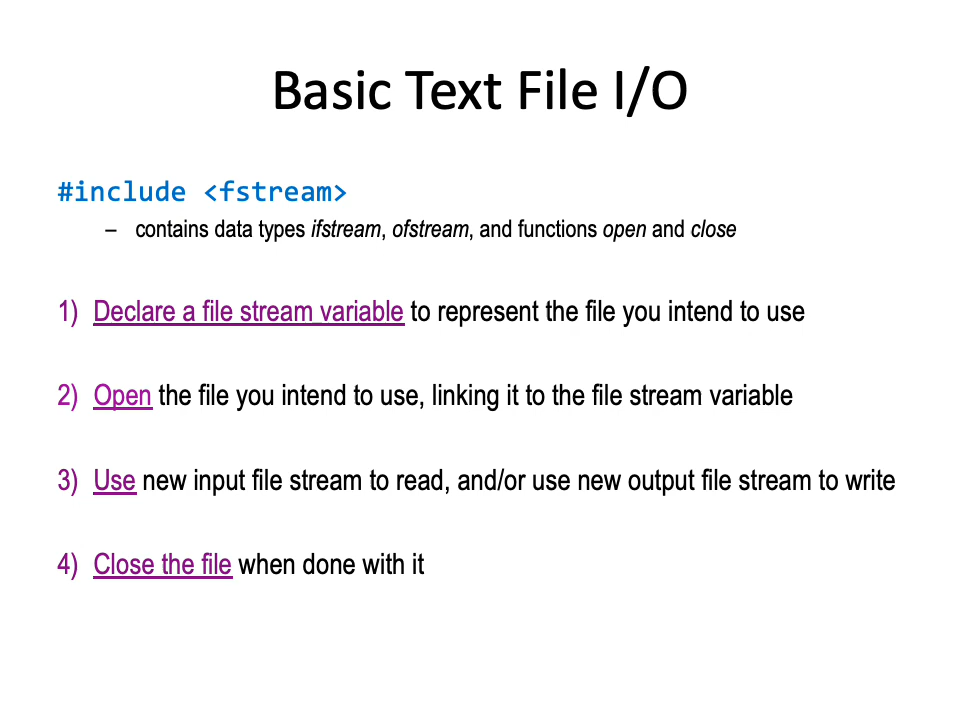 Basic Text File I/O
#include <fstream>
– contains data types ifstream, ofstream, and functions open and close
1) Declare a file stream variable to represent the file you intend to use
2) Open the file you intend to use, linking it to the file stream variable
3) Use new input file stream to read, and/or use new output file stream to write
4) Close the file when done with it